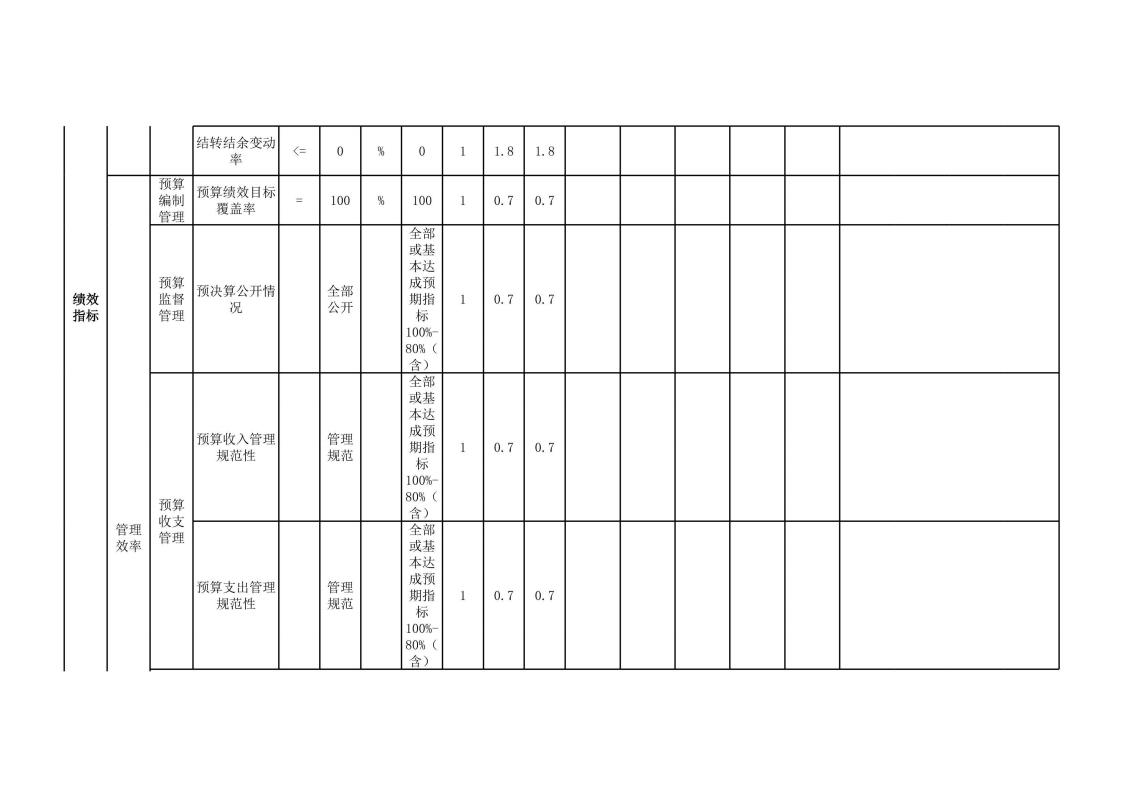 绩效
指标
结转结余变动
率
<=
0
%
0
1
1.8
1.8
管理
效率
预算
编制
管理
预算绩效目标
覆盖率
=
100
%
100
1
0.7
0.7
预算
监督
管理
预决算公开情
况
全部
公开
全部
或基
本达
成预
期指
标
100%-
80%（
含）
1
0.7
0.7
预算
收支
管理
预算收入管理
规范性
管理
规范
全部
或基
本达
成预
期指
标
100%-
80%（
含）
1
0.7
0.7
预算支出管理
规范性
管理
规范
全部
或基
本达
成预
期指
标
100%-
80%（
含）
1
0.7
0.7